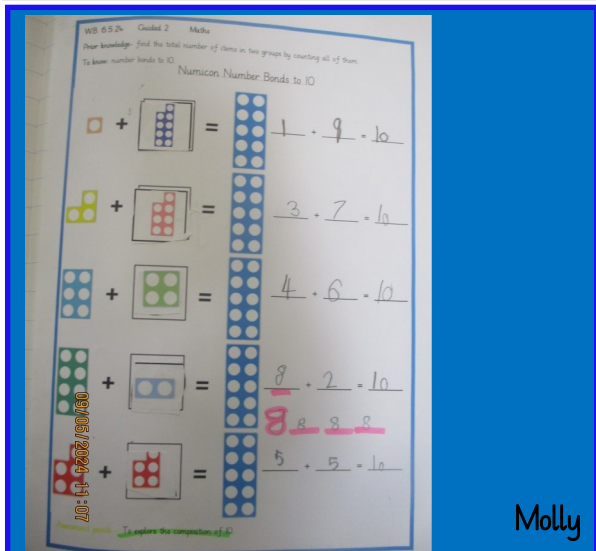 W.B. 6.5.24 Guided 2 Maths
Prior knowledge- find the total number of items in two groups by counting all of them.
To know number bonds to 10.
Numicon Number Bonds to 10
+ = 1 + 9 = 10
+ = 3 + 7 = 10
+ = 4 + 6 = 10
+ = 8 + 2 = 10
8 8 8 8
+ = 5 + 5 = 10
09/05/2024 11:07
To explore the composition of 10
Molly